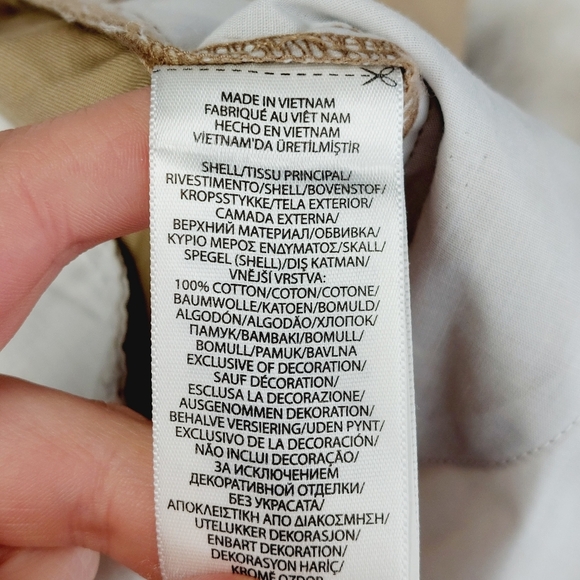 MADE IN VIETNAM
FABRIQUÉ AU VIÊT NAM
HECHO EN VIETNAM
VİETNAM'DA ÜRETİLMİŞTİR
SHELL/TISSU PRINCIPAL/
RIVESTIMENTO/SHELL/BOVENSTOF/
KROPSSTYKKE/TELA EXTERIOR/
CAMADA EXTERNA/
ВЕРХНИЙ МАТЕРИАЛ/ОБВИВКА/
ΚΥΡΙΟ ΜΕΡΟΣ ΕΝΔΥΜΑΤΟΣ/SKALL/
SPEGEL (SHELL)/DIŞ KATMAN/
VNĚJŠÍ VRSTVA:
100% COTTON/COTON/COTONE/
BAUMWOLLE/KATOEN/BOMULD/
ALGODÓN/ALGODÃO/ХЛОПОК/
ПАМУК/ΒΑΜΒΑΚΙ/BOMULL/
BOMULL/PAMUK/BAVLNA
EXCLUSIVE OF DECORATION/
SAUF DÉCORATION/
ESCLUSA LA DECORAZIONE/
AUSGENOMMEN DEKORATION/
BEHALVE VERSIERING/UDEN PYNT/
EXCLUSIVO DE LA DECORACIÓN/
NÃO INCLUI DECORAÇÃO/
ЗА ИСКЛЮЧЕНИЕМ
ДЕКОРАТИВНОЙ ОТДЕЛКИ/
БЕЗ УКРАСАТА/
ΑΠΟΚΛΕΙΣΤΙΚΗ ΑΠΟ ΔΙΑΚΟΣΜΗΣΗ/
UTELUKKER DEKORASJON/
ENBART DEKORATION/
DEKORASYON HARİÇ/
KROMĚ OZDOB